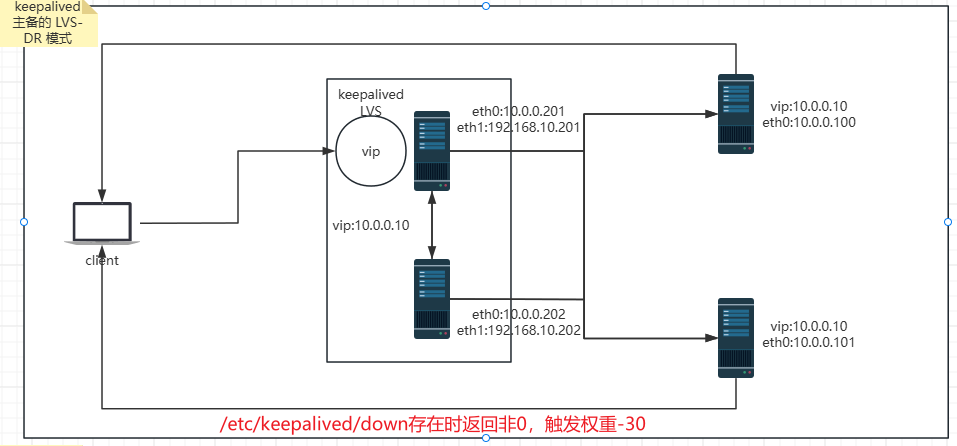 keepalived
主备的 LVS-
DR 模式
keepalived
LVS
vip
eth0:10.0.0.201
eth1:192.168.10.201
vip:10.0.0.10
eth0:10.0.0.100
vip:10.0.0.10
client
eth0:10.0.0.202
eth1:192.168.10.202
vip:10.0.0.10
eth0:10.0.0.101
/etc/keepalived/down存在时返回非0，触发权重-30